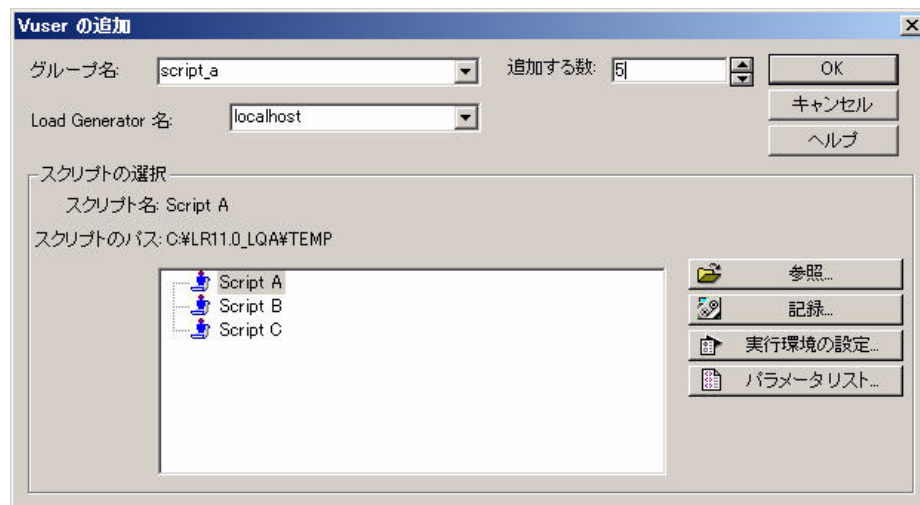 Vuser の追加
グループ名: script_a 追加する数: 5 OK
キャンセル
Load Generator 名: localhost
ヘルプ
スクリプトの選択
スクリプト名: Script A
スクリプトのパス: C:¥LR11.0_LQA¥TEMP
Script A
Script B
Script C
参照...
記録...
実行環境の設定...
パラメータリスト...